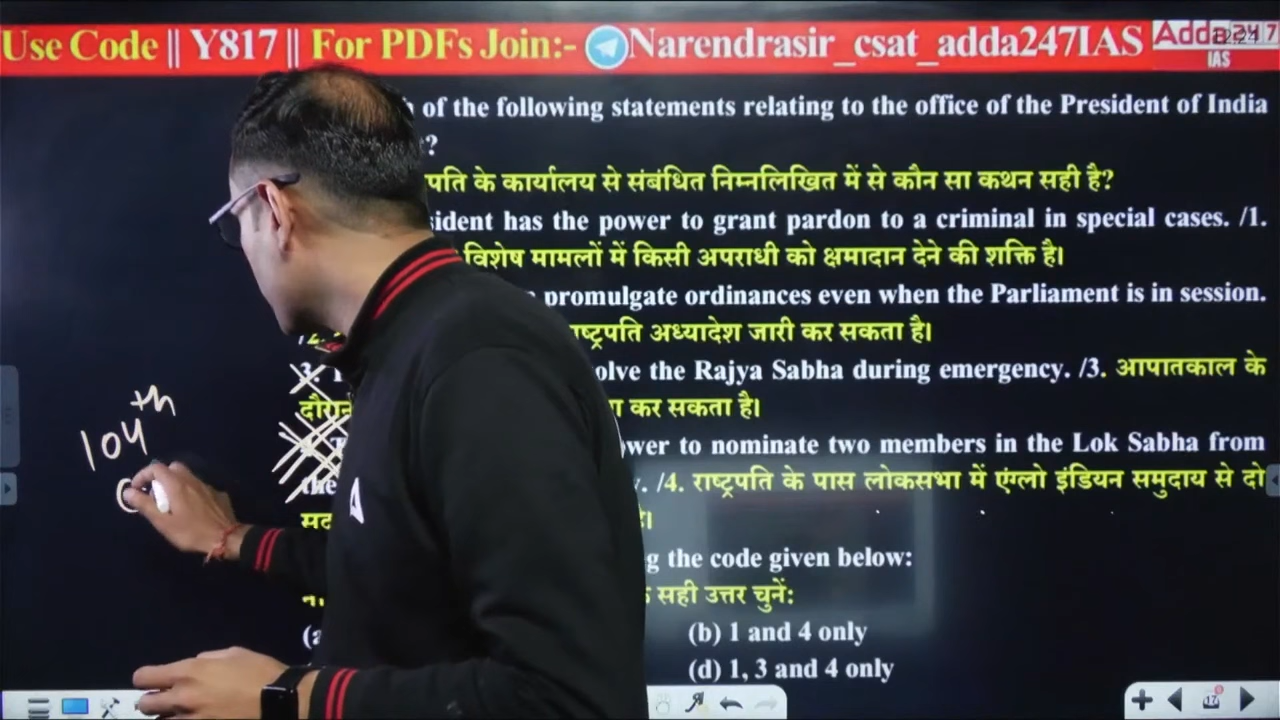 Use Code || Y817 || For PDFs Join:- Narendrasir_csat_adda247IAS Adda247
IAS
of the following statements relating to the office of the President of India
?
पति के कार्यालय से संबंधित निम्नलिखित में से कौन सा कथन सही है?
sident has the power to grant pardon to a criminal in special cases. /1.
विशेष मामलों में किसी अपराधी को क्षमादान देने की शक्ति है।
promulgate ordinances even when the Parliament is in session.
ष्ट्रपति अध्यादेश जारी कर सकता है।
3. olve the Rajya Sabha during emergency. /3. आपातकाल के
दौरान कर सकता है।
104th
wer to nominate two members in the Lok Sabha from
the . /4. राष्ट्रपति के पास लोकसभा में एंग्लो इंडियन समुदाय से दो
सद
g the code given below:
सही उत्तर चुनें:
(a (b) 1 and 4 only
(d) 1, 3 and 4 only